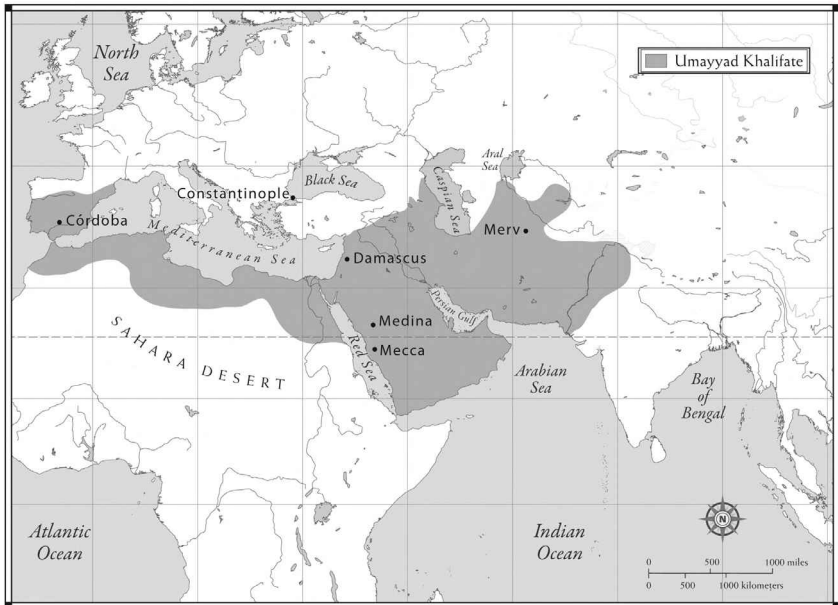 North
Sea
Umayyad Khalifate
Aral
Sea
Black Sea
Caspian Sea
Constantinople
Córdoba
Mediterranean Sea
Merv
Damascus
Persian Gulf
Medina
Mecca
Red Sea
SAHARA DESERT
Arabian
Sea
Bay
of
Bengal
Atlantic
Ocean
Indian
Ocean
N
0 500 1000 miles
0 500 1000 kilometers